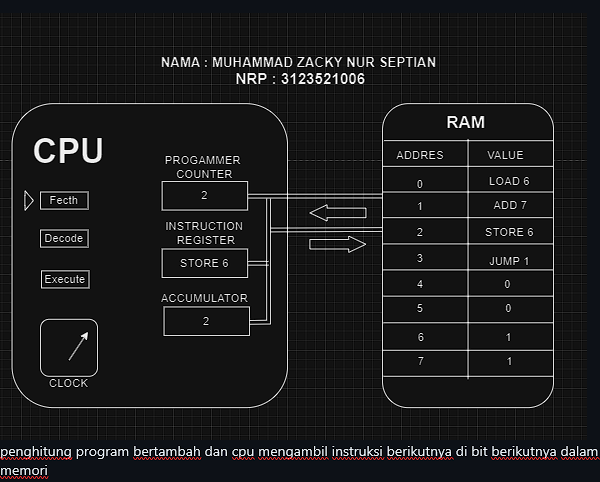 NAMA : MUHAMMAD ZACKY NUR SEPTIAN
NRP : 3123521006
CPU
Fecth
Decode
Execute
CLOCK
PROGAMMER
COUNTER
2
INSTRUCTION
REGISTER
STORE 6
ACCUMULATOR
2
RAM
ADDRES VALUE
0 LOAD 6
1 ADD 7
2 STORE 6
3 JUMP 1
4 0
5 0
6 1
7 1
penghitung program bertambah dan cpu mengambil instruksi berikutnya di bit berikutnya dalam
memori